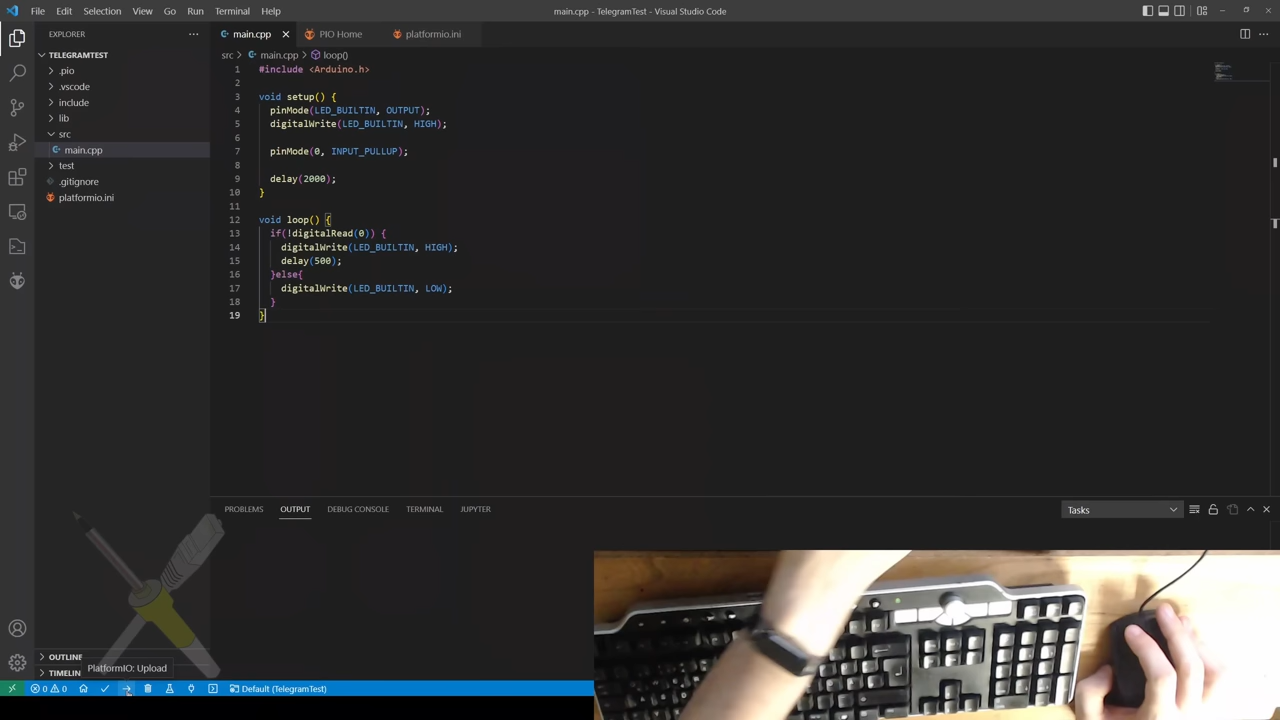 File Edit Selection View Go Run Terminal Help
main.cpp - TelegramTest - Visual Studio Code
EXPLORER
TELEGRAMTEST
.pio
.vscode
include
lib
src
main.cpp
test
.gitignore
platformio.ini
OUTLINE
TIMELIN
main.cpp PIO Home platformio.ini
src > main.cpp > loop()
1 #include <Arduino.h>
2
3 void setup() {
4 pinMode(LED_BUILTIN, OUTPUT);
5 digitalWrite(LED_BUILTIN, HIGH);
6
7 pinMode(0, INPUT_PULLUP);
8
9 delay(2000);
10 }
11
12 void loop() {
13 if(!digitalRead(0)) {
14 digitalWrite(LED_BUILTIN, HIGH);
15 delay(500);
16 }else{
17 digitalWrite(LED_BUILTIN, LOW);
18 }
19 }
PROBLEMS OUTPUT DEBUG CONSOLE TERMINAL JUPYTER
Tasks
PlatformIO: Upload
0 0 Default (TelegramTest)